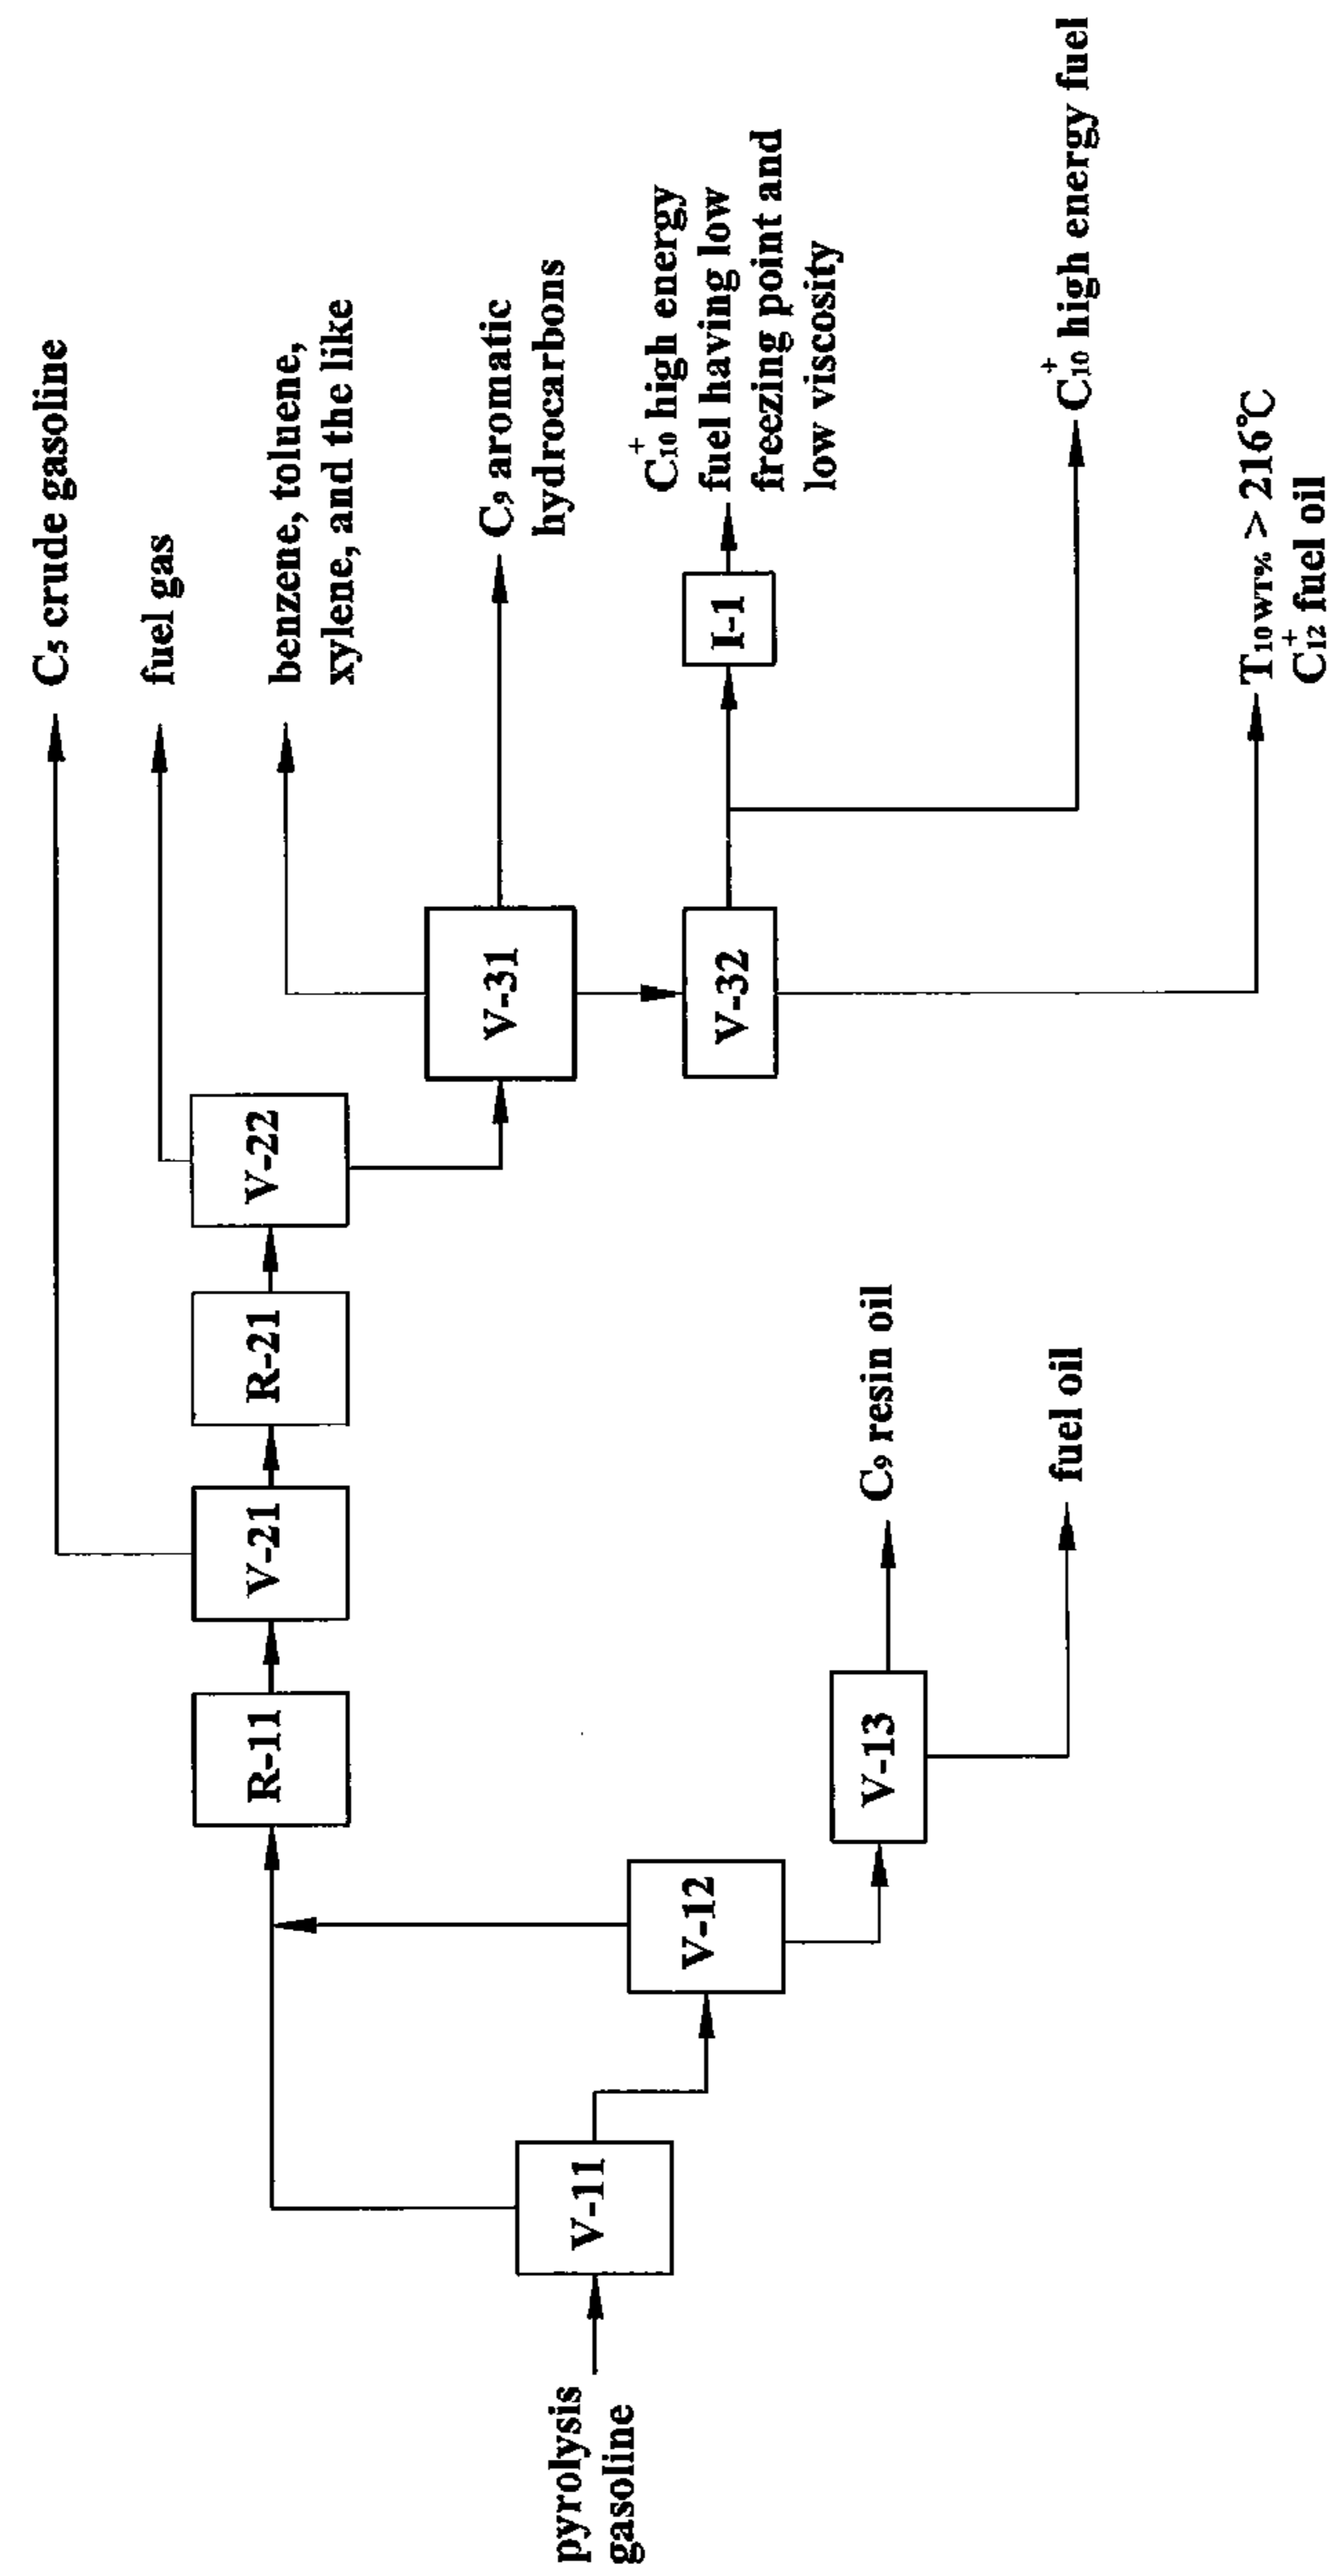 C₅ crude gasoline
fuel gas
benzene, toluene,
xylene, and the like
R-11
V-21
R-21
V-22
V-31
C₉ aromatic
hydrocarbons
V-32
I-1
C₁₀⁺ high energy
fuel having low
freezing point and
low viscosity
pyrolysis
gasoline
V-11
V-12
V-13
C₉ resin oil
fuel oil
C₁₀⁺ high energy fuel
T₁₀WT% > 216℃
C₁₂⁺ fuel oil